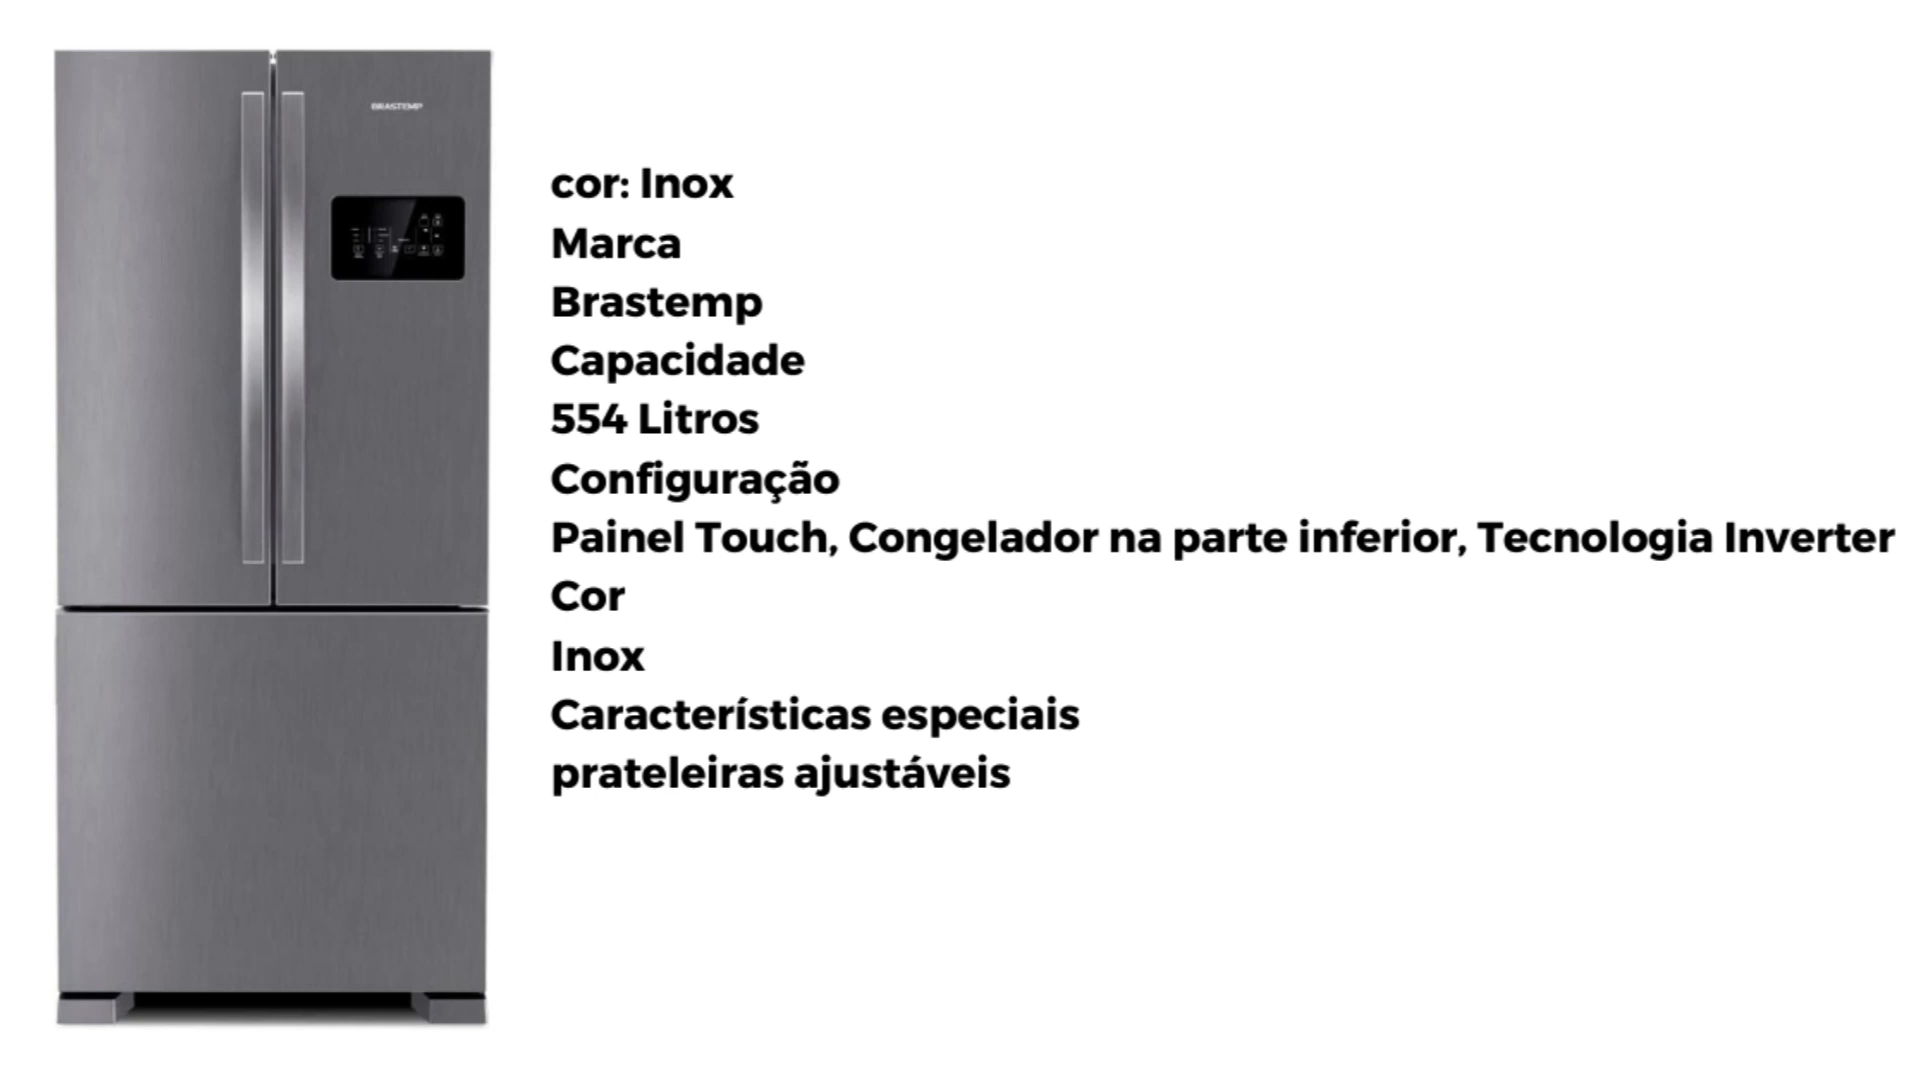 BRASTEMP
cor: Inox
Marca
Brastemp
Capacidade
554 Litros
Configuração
Painel Touch, Congelador na parte inferior, Tecnologia Inverter
Cor
Inox
Características especiais
prateleiras ajustáveis